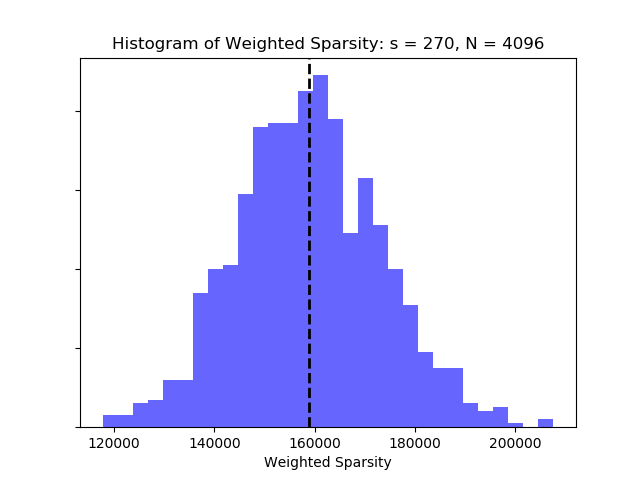 Histogram of Weighted Sparsity: s = 270, N = 4096
120000 140000 160000 180000 200000
Weighted Sparsity